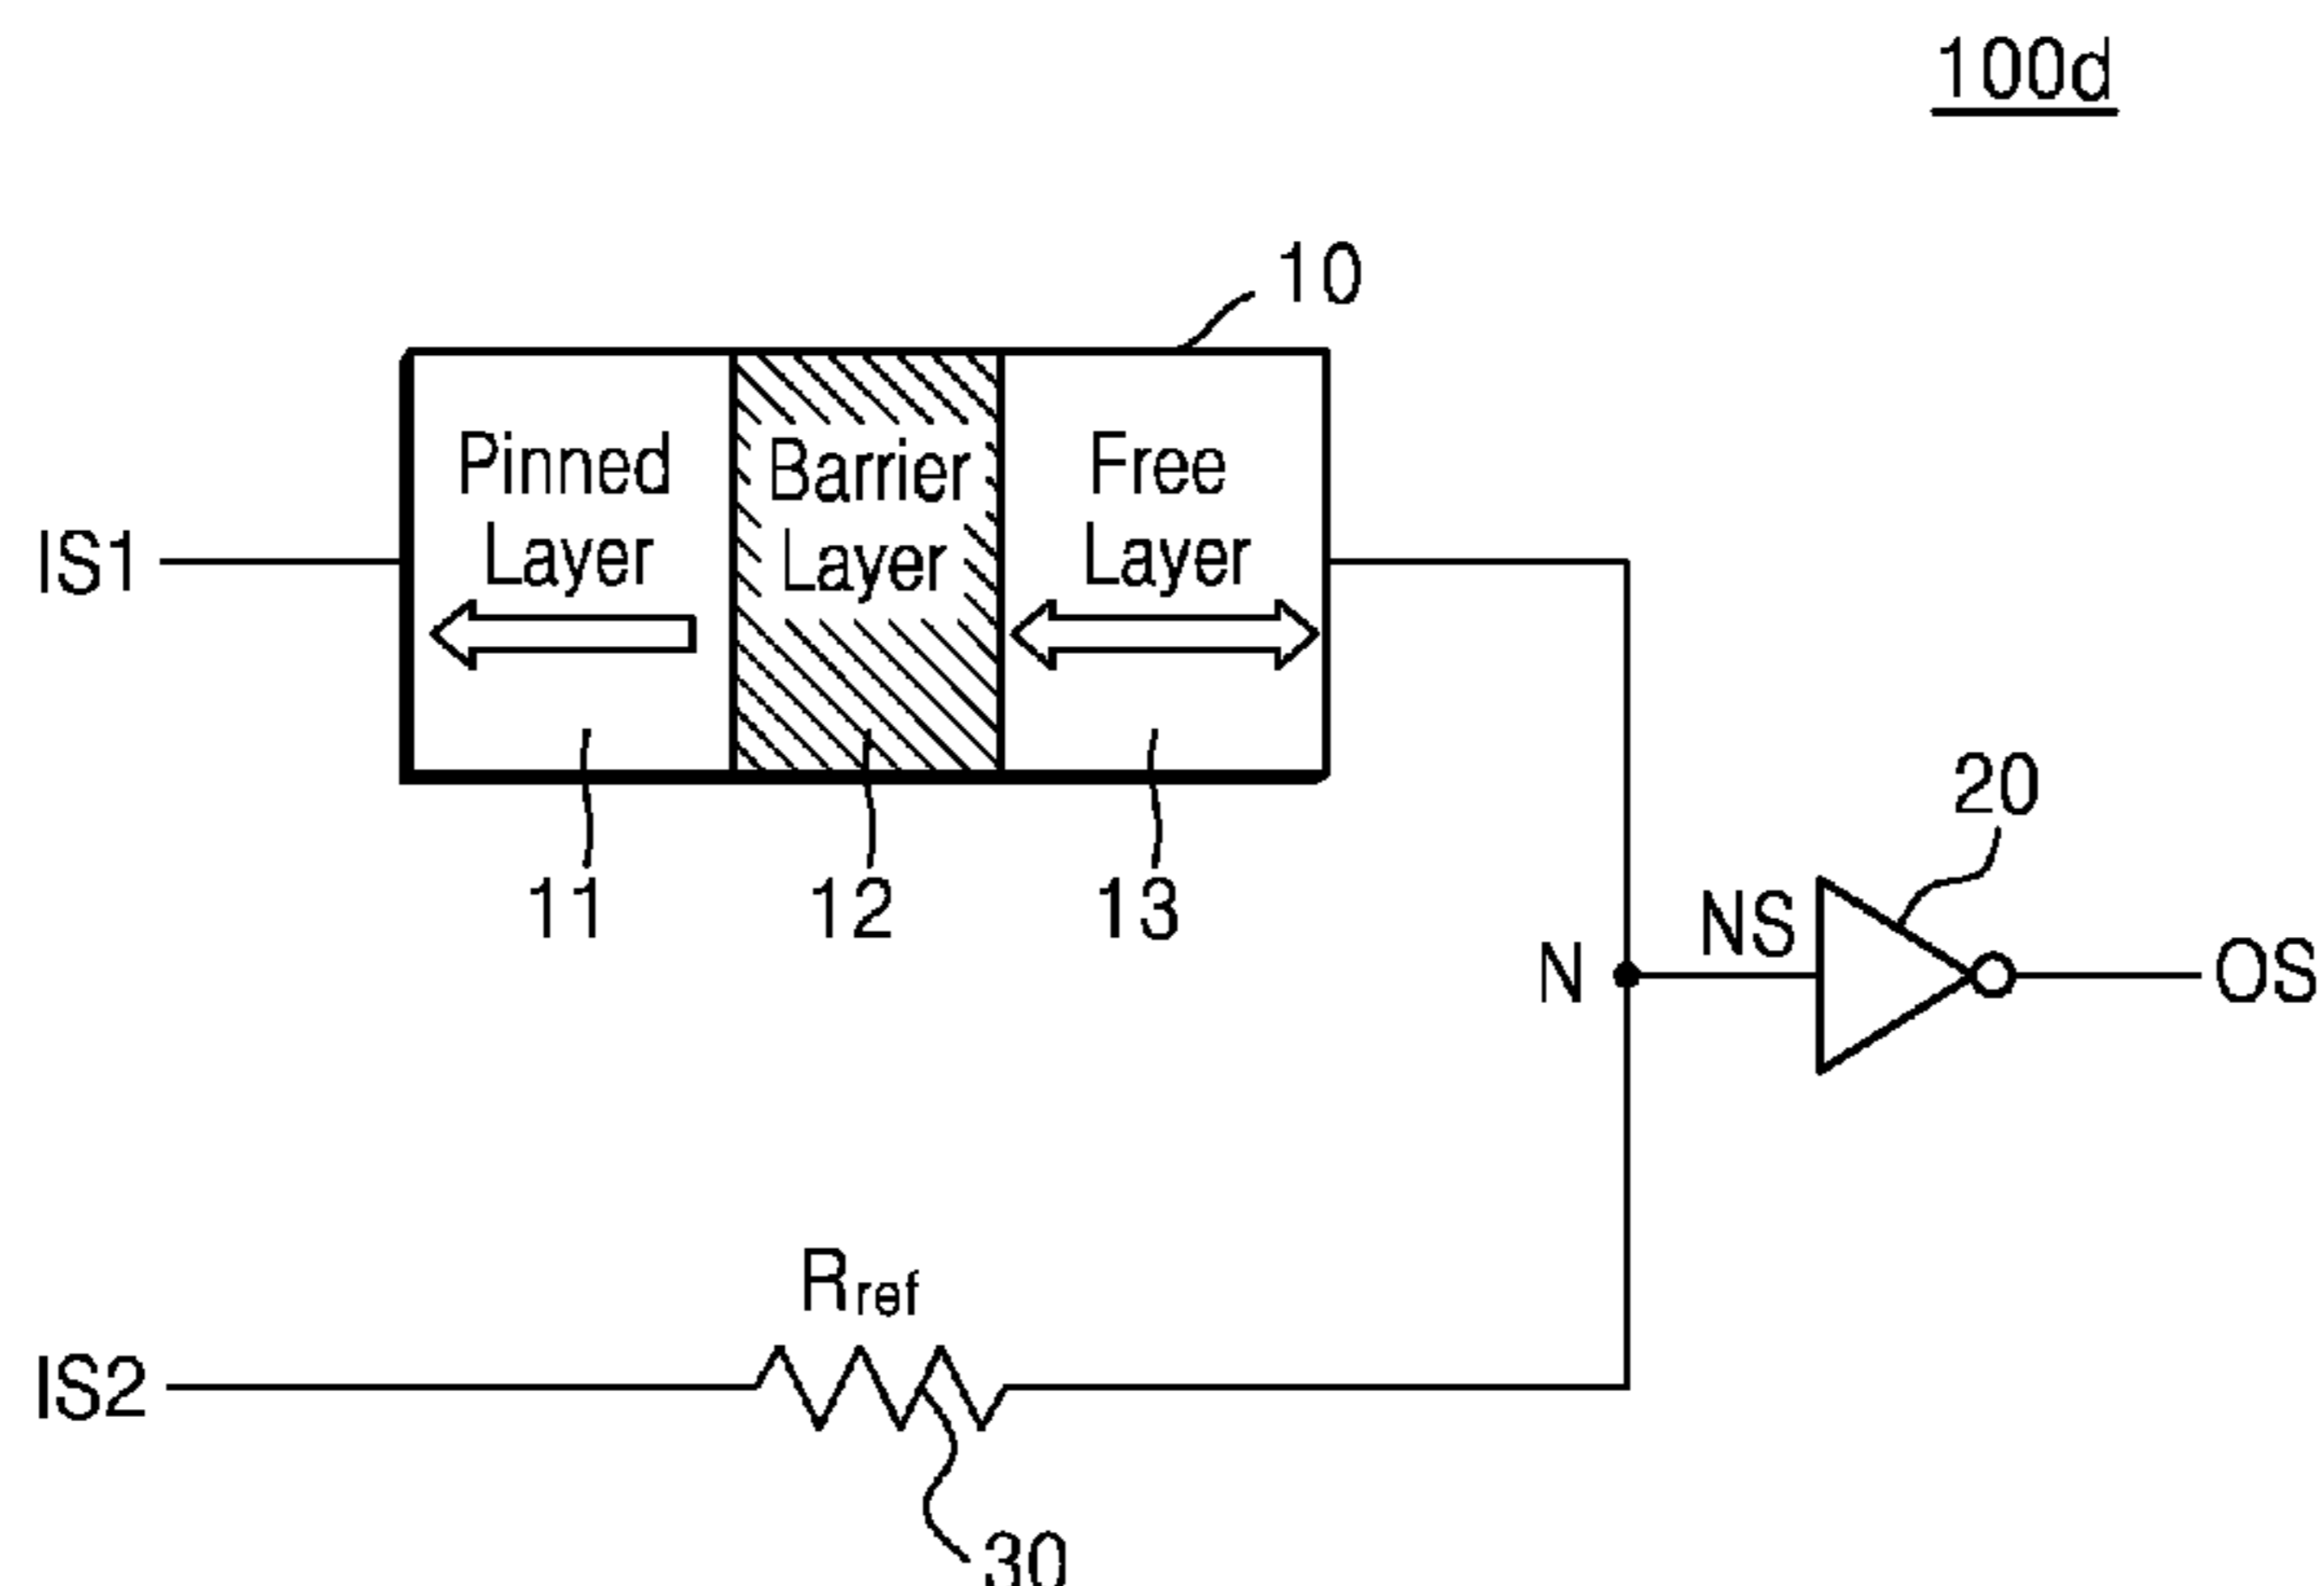 100d
10
Pinned
Layer
Barrier
Layer
Free
Layer
IS1
11
12
13
20
N
NS
OS
Rref
IS2
30